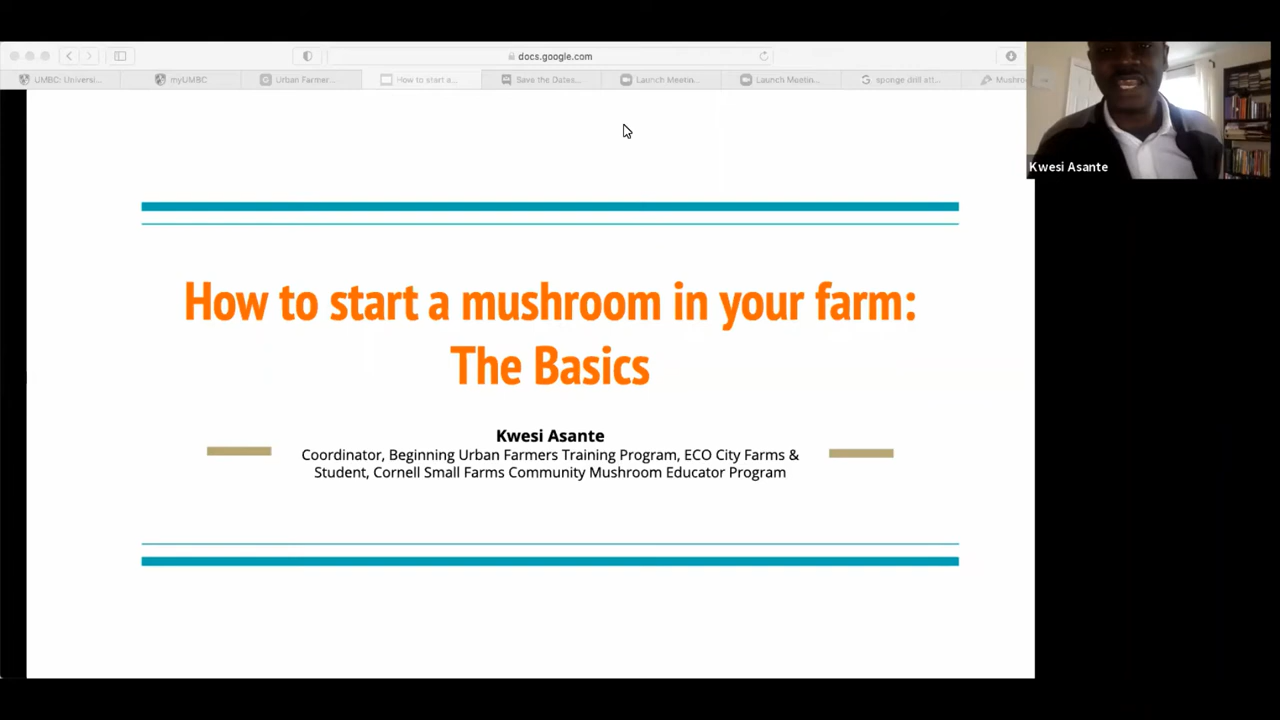 docs.google.com
UMBC: Universi...
myUMBC
Urban Farmer...
How to start a...
Save the Dates...
Launch Meetin...
Launch Meetin...
sponge drill att...
Mushro
Kwesi Asante
How to start a mushroom in your farm:
The Basics
Kwesi Asante
Coordinator, Beginning Urban Farmers Training Program, ECO City Farms &
Student, Cornell Small Farms Community Mushroom Educator Program